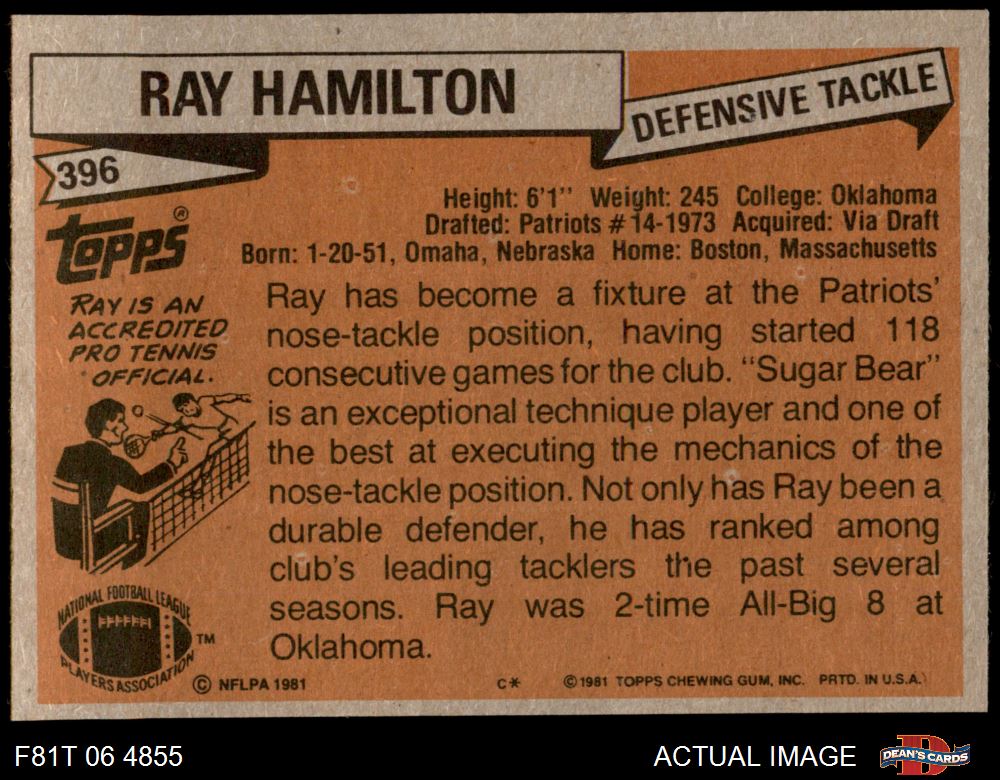 RAY HAMILTON
DEFENSIVE TACKLE
396
Topps ®
Height: 6'1'' Weight: 245 College: Oklahoma
Drafted: Patriots #14-1973 Acquired: Via Draft
Born: 1-20-51, Omaha, Nebraska Home: Boston, Massachusetts
RAY IS AN
ACCREDITED
PRO TENNIS
OFFICIAL.
Ray has become a fixture at the Patriots'
nose-tackle position, having started 118
consecutive games for the club. "Sugar Bear"
is an exceptional technique player and one of
the best at executing the mechanics of the
nose-tackle position. Not only has Ray been a
durable defender, he has ranked among
club's leading tacklers the past several
seasons. Ray was 2-time All-Big 8 at
Oklahoma.
NATIONAL FOOTBALL LEAGUE
PLAYERS ASSOCIATION
TM
© NFLPA 1981
C*
© 1981 TOPPS CHEWING GUM, INC. PRTD. IN U.S.A.
F81T 06 4855
ACTUAL IMAGE
DEAN'S CARDS